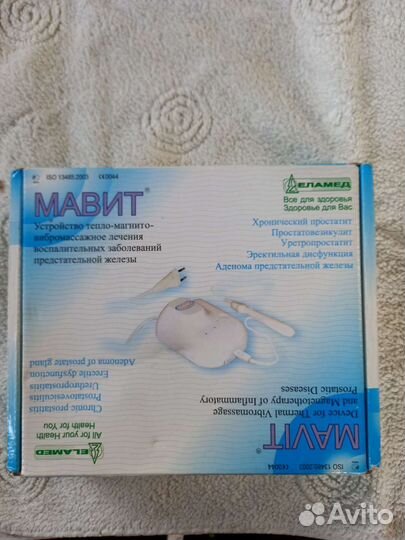 ISO 13485:2003 CE0044
ЕЛАМЕД
Все для здоровья
Здоровье для Вас
МАВИТ®
Устройство тепло-магнито-
вибромассажное лечения
воспалительных заболеваний
предстательной железы
Хронический простатит
Простатовезикулит
Уретропростатит
Эректильная дисфункция
Аденома предстательной железы
MAVIT®
Device for Thermal Vibromassage
and Magnetotherapy of Inflammatory
Prostatic Diseases
Chronic prostatitis
Prostatovesiculitis
Urethroprostatitis
Erectile dysfunction
Adenoma of prostate gland
ELAMED
All for your Health
Health for You
ISO 13485:2003 CE0044
Avito